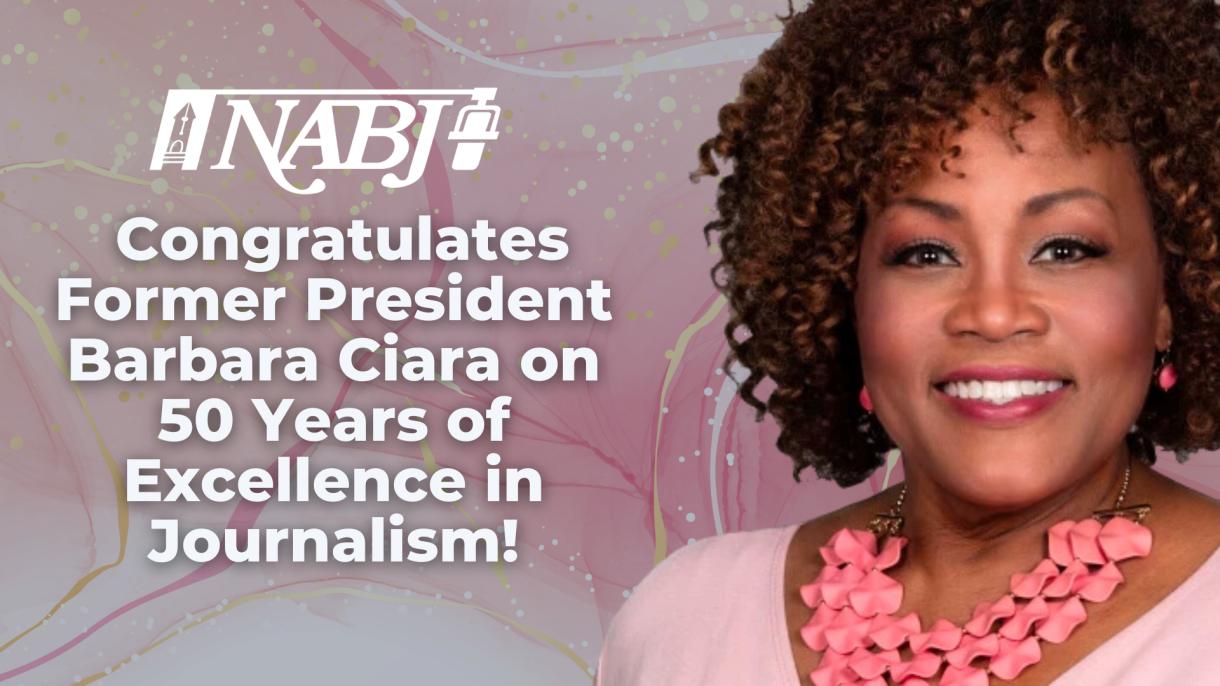 NABJ
Congratulates
Former President
Barbara Ciara on
50 Years of
Excellence in
Journalism!